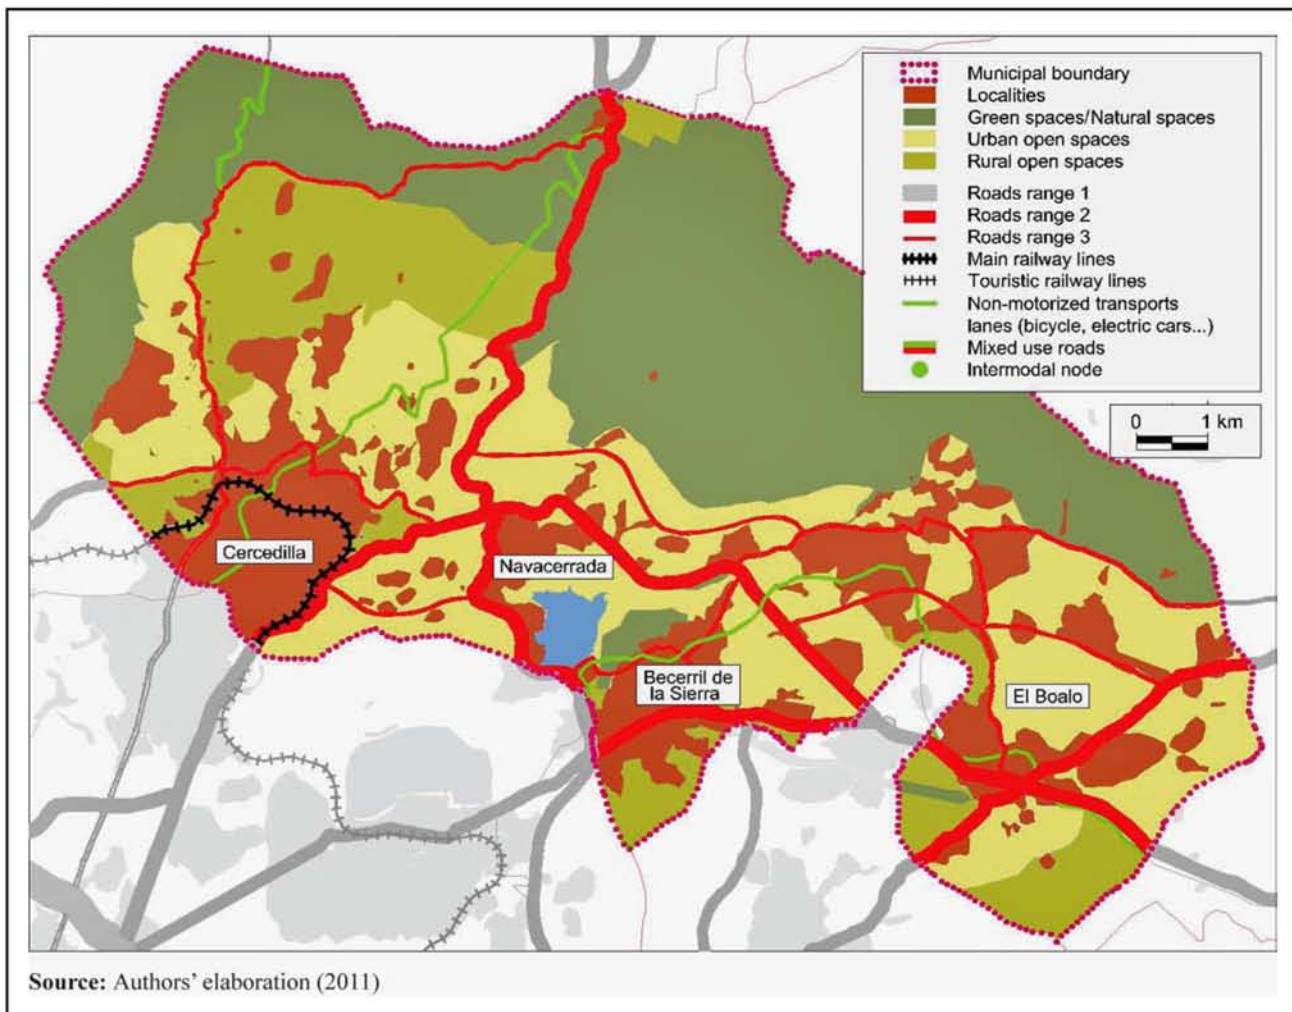 Municipal boundary
Localities
Green spaces/Natural spaces
Urban open spaces
Rural open spaces
Roads range 1
Roads range 2
Roads range 3
Main railway lines
Touristic railway lines
Non-motorized transports
lanes (bicycle, electric cars...)
Mixed use roads
Intermodal node
0 1 km
Cercedilla
Navacerrada
Becerril de
la Sierra
El Boalo
Source: Authors' elaboration (2011)